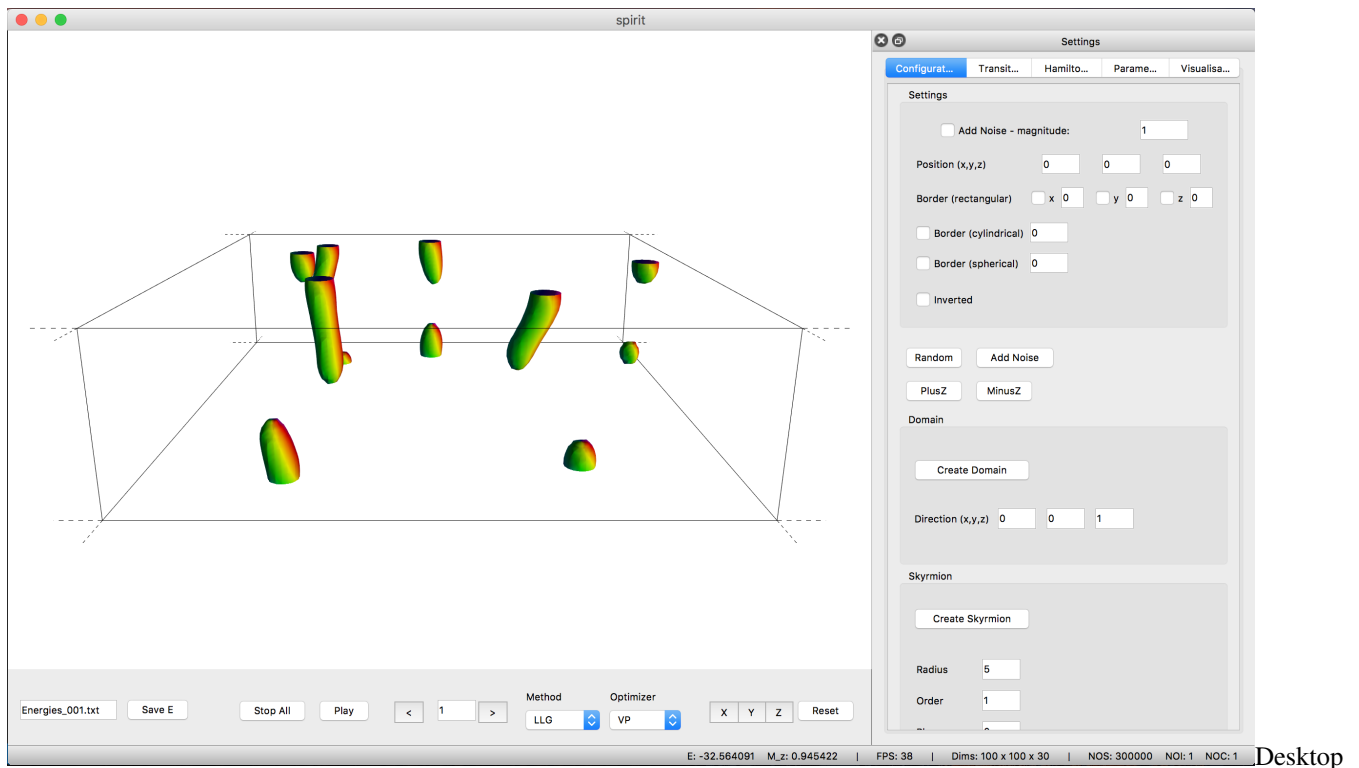 spirit
Settings
Configurat... Transit... Hamilto... Parame... Visualisa...
Settings
Add Noise - magnitude: 1
Position (x,y,z) 0 0 0
Border (rectangular) x 0 y 0 z 0
Border (cylindrical) 0
Border (spherical) 0
Inverted
Random Add Noise
PlusZ MinusZ
Domain
Create Domain
Direction (x,y,z) 0 0 1
Skyrmion
Create Skyrmion
Radius 5
Order 1
Method Optimizer
Energies_001.txt Save E Stop All Play < 1 > LLG VP X Y Z Reset
E: -32.564091 M_z: 0.945422 | FPS: 38 | Dims: 100 x 100 x 30 | NOS: 300000 NOI: 1 NOC: 1
Desktop